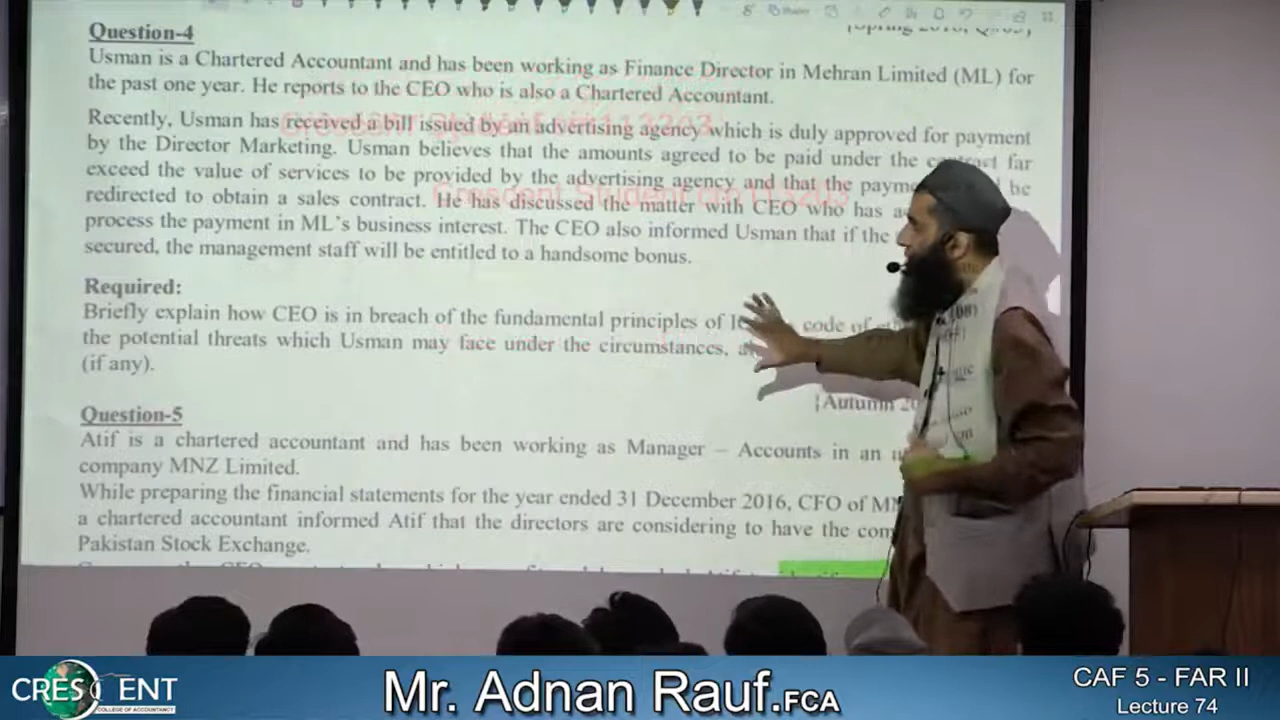 Question-4
Usman is a Chartered Accountant and has been working as Finance Director in Mehran Limited (ML) for
the past one year. He reports to the CEO who is also a Chartered Accountant.
Recently, Usman has received a bill issued by an advertising agency which is duly approved for payment
by the Director Marketing. Usman believes that the amounts agreed to be paid under the contract far
exceed the value of services to be provided by the advertising agency and that the be
redirected to obtain a sales contract. He has discussed the matter with CEO who has
process the payment in ML's business interest. The CEO also informed Usman that if the
secured, the management staff will be entitled to a handsome bonus.
Required:
Briefly explain how CEO is in breach of the fundamental principles of code of
the potential threats which Usman may face under the circumstances,
(if any).
(08)
{Autumn
Question-5
Atif is a chartered accountant and has been working as Manager – Accounts in an
company MNZ Limited.
While preparing the financial statements for the year ended 31 December 2016, CFO of
a chartered accountant informed Atif that the directors are considering to have the
Pakistan Stock Exchange.
CRESCENT
COLLEGE OF ACCOUNTANCY
Mr. Adnan Rauf.FCA
CAF 5 - FAR II
Lecture 74